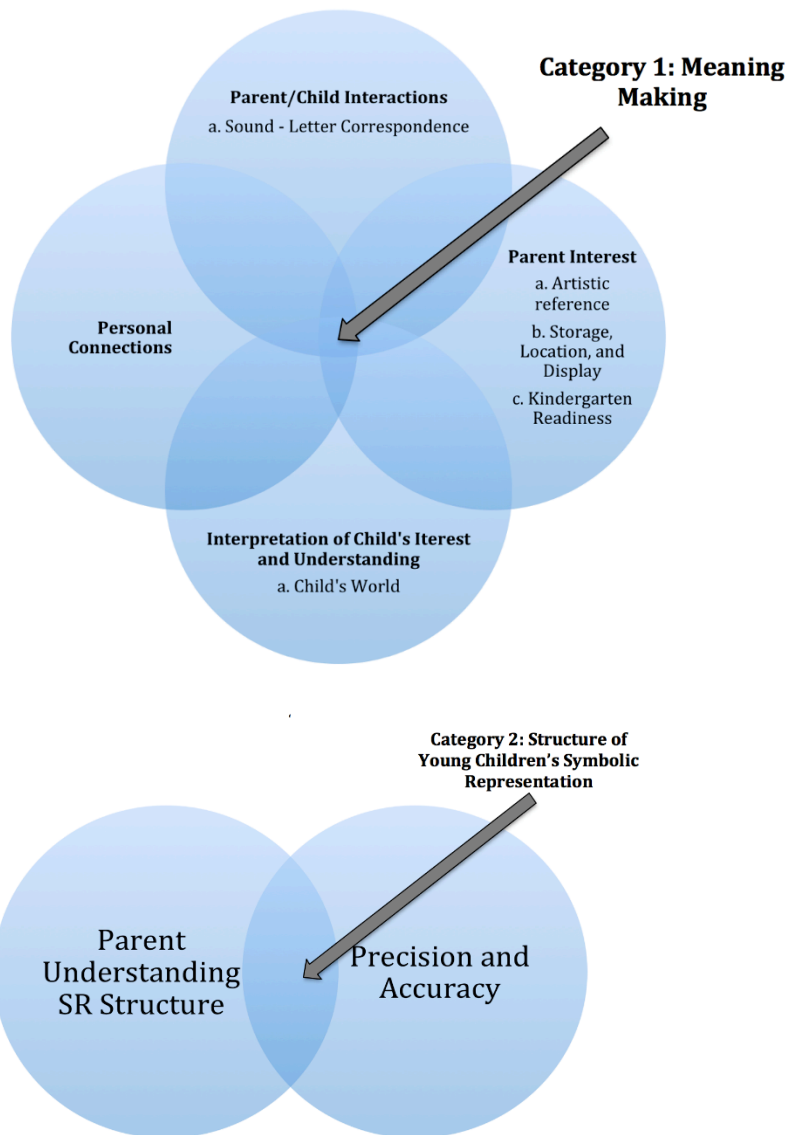 Category 1: Meaning
Making
Parent/Child Interactions
a. Sound - Letter Correspondence
Parent Interest
a. Artistic
reference
b. Storage,
Location, and
Display
c. Kindergarten
Readiness
Personal
Connections
Interpretation of Child's Iterest
and Understanding
a. Child's World
Category 2: Structure of
Young Children’s Symbolic
Representation
Parent
Understanding
SR Structure
Precision and
Accuracy